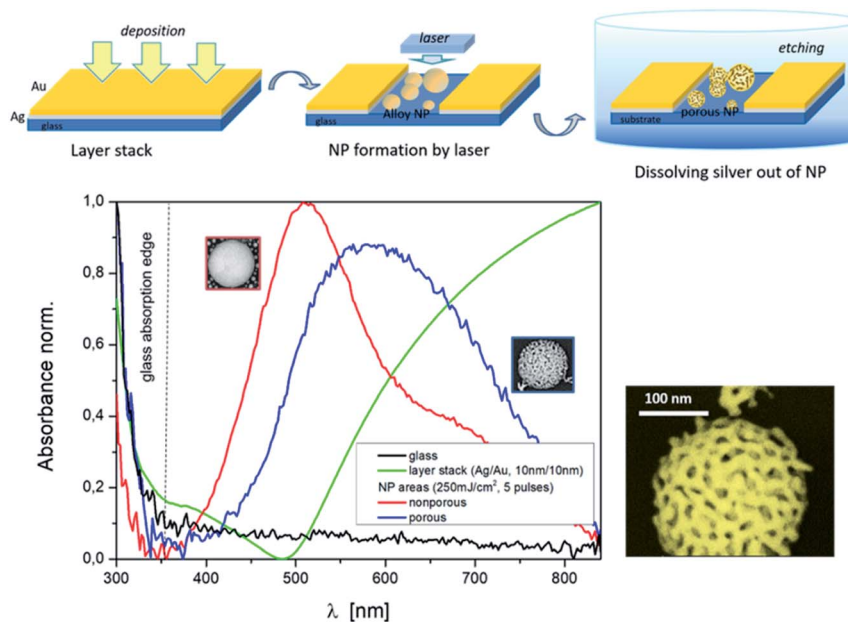 deposition
Au
Ag
glass
Layer stack
laser
Alloy NP
glass
NP formation by laser
etching
substrate
porous NP
Dissolving silver out of NP
1,0
0,8
0,6
0,4
0,2
0,0
Absorbance norm.
glass absorption edge
glass
layer stack (Ag/Au, 10nm/10nm)
NP areas (250mJ/cm², 5 pulses)
nonporous
porous
300 400 500 600 700 800
λ [nm]
100 nm